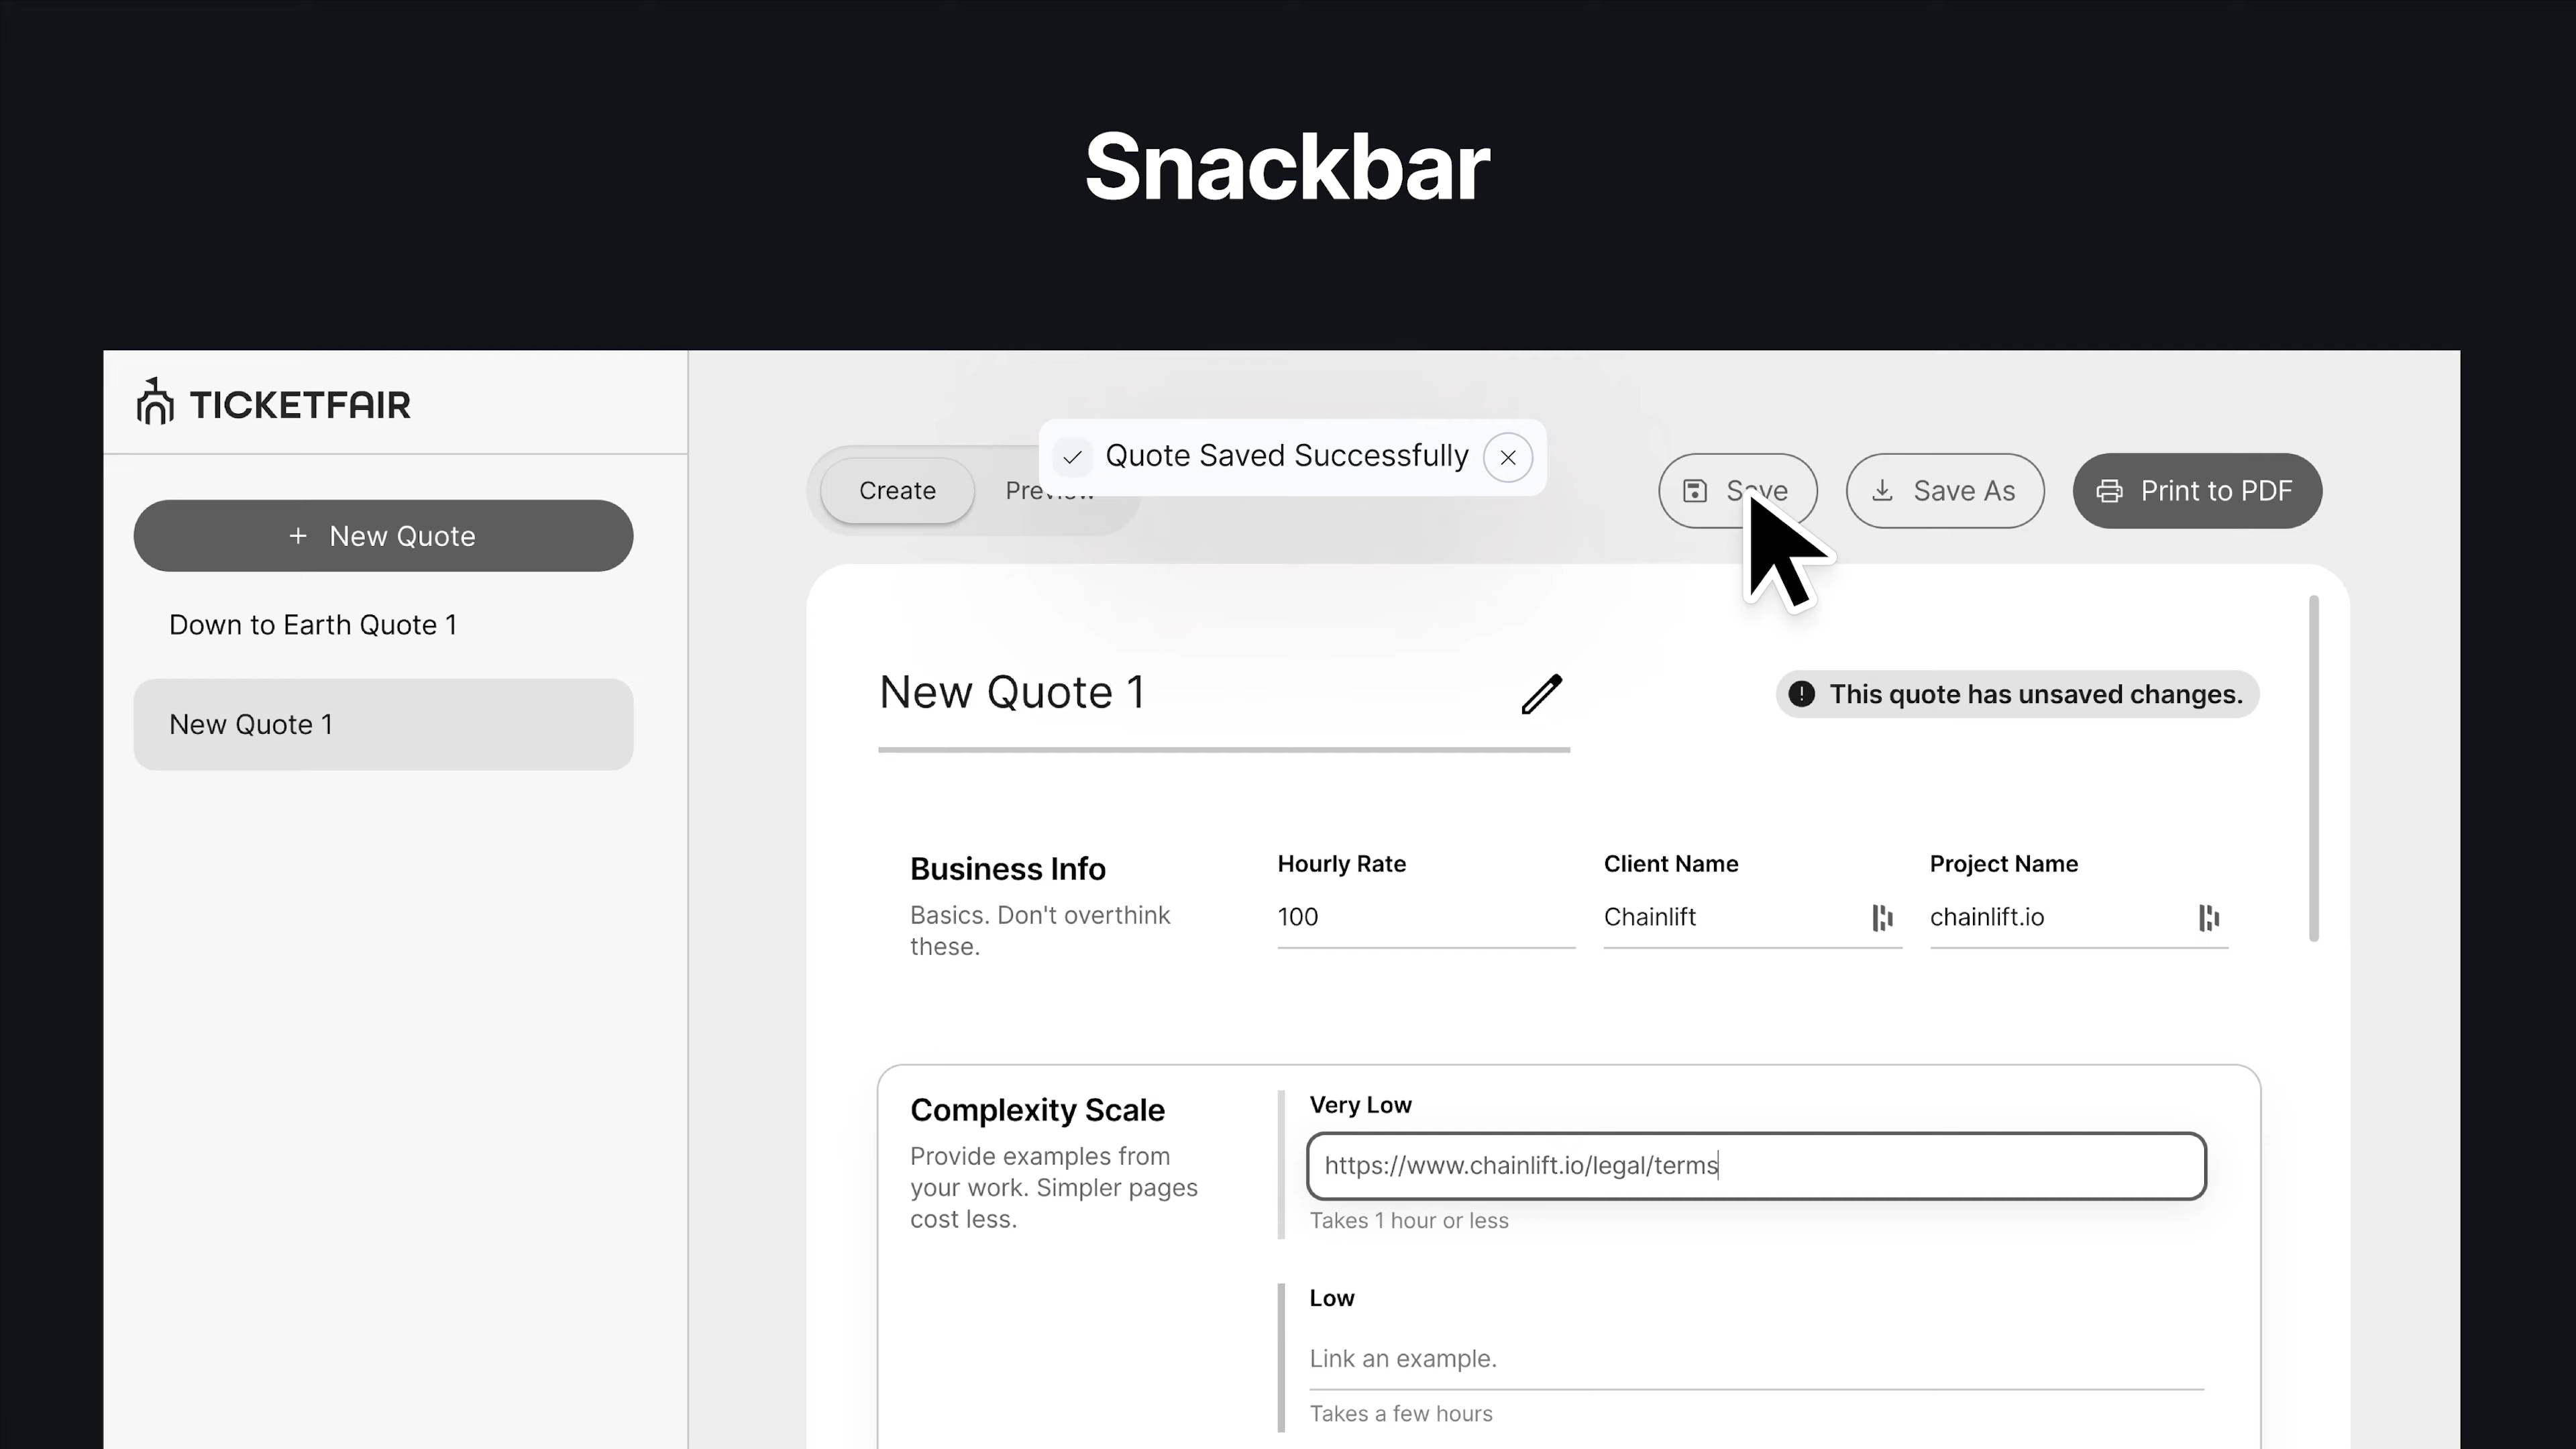 Snackbar
TICKETFAIR
Quote Saved Successfully
Create
Preview
Save
Save As
Print to PDF
+ New Quote
Down to Earth Quote 1
New Quote 1
New Quote 1
This quote has unsaved changes.
Business Info
Basics. Don't overthink
these.
Hourly Rate
100
Client Name
Chainlift
Project Name
chainlift.io
Complexity Scale
Provide examples from
your work. Simpler pages
cost less.
Very Low
https://www.chainlift.io/legal/terms
Takes 1 hour or less
Low
Link an example.
Takes a few hours